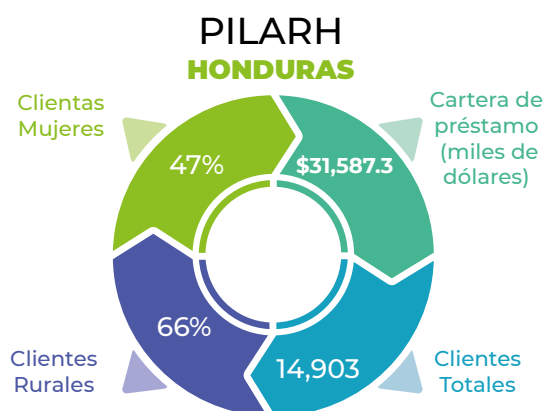 PILARH
HONDURAS
Clientas
Mujeres
47%
$31,587.3
Cartera de
préstamo
(miles de
dólares)
66%
14,903
Clientes
Rurales
Clientes
Totales